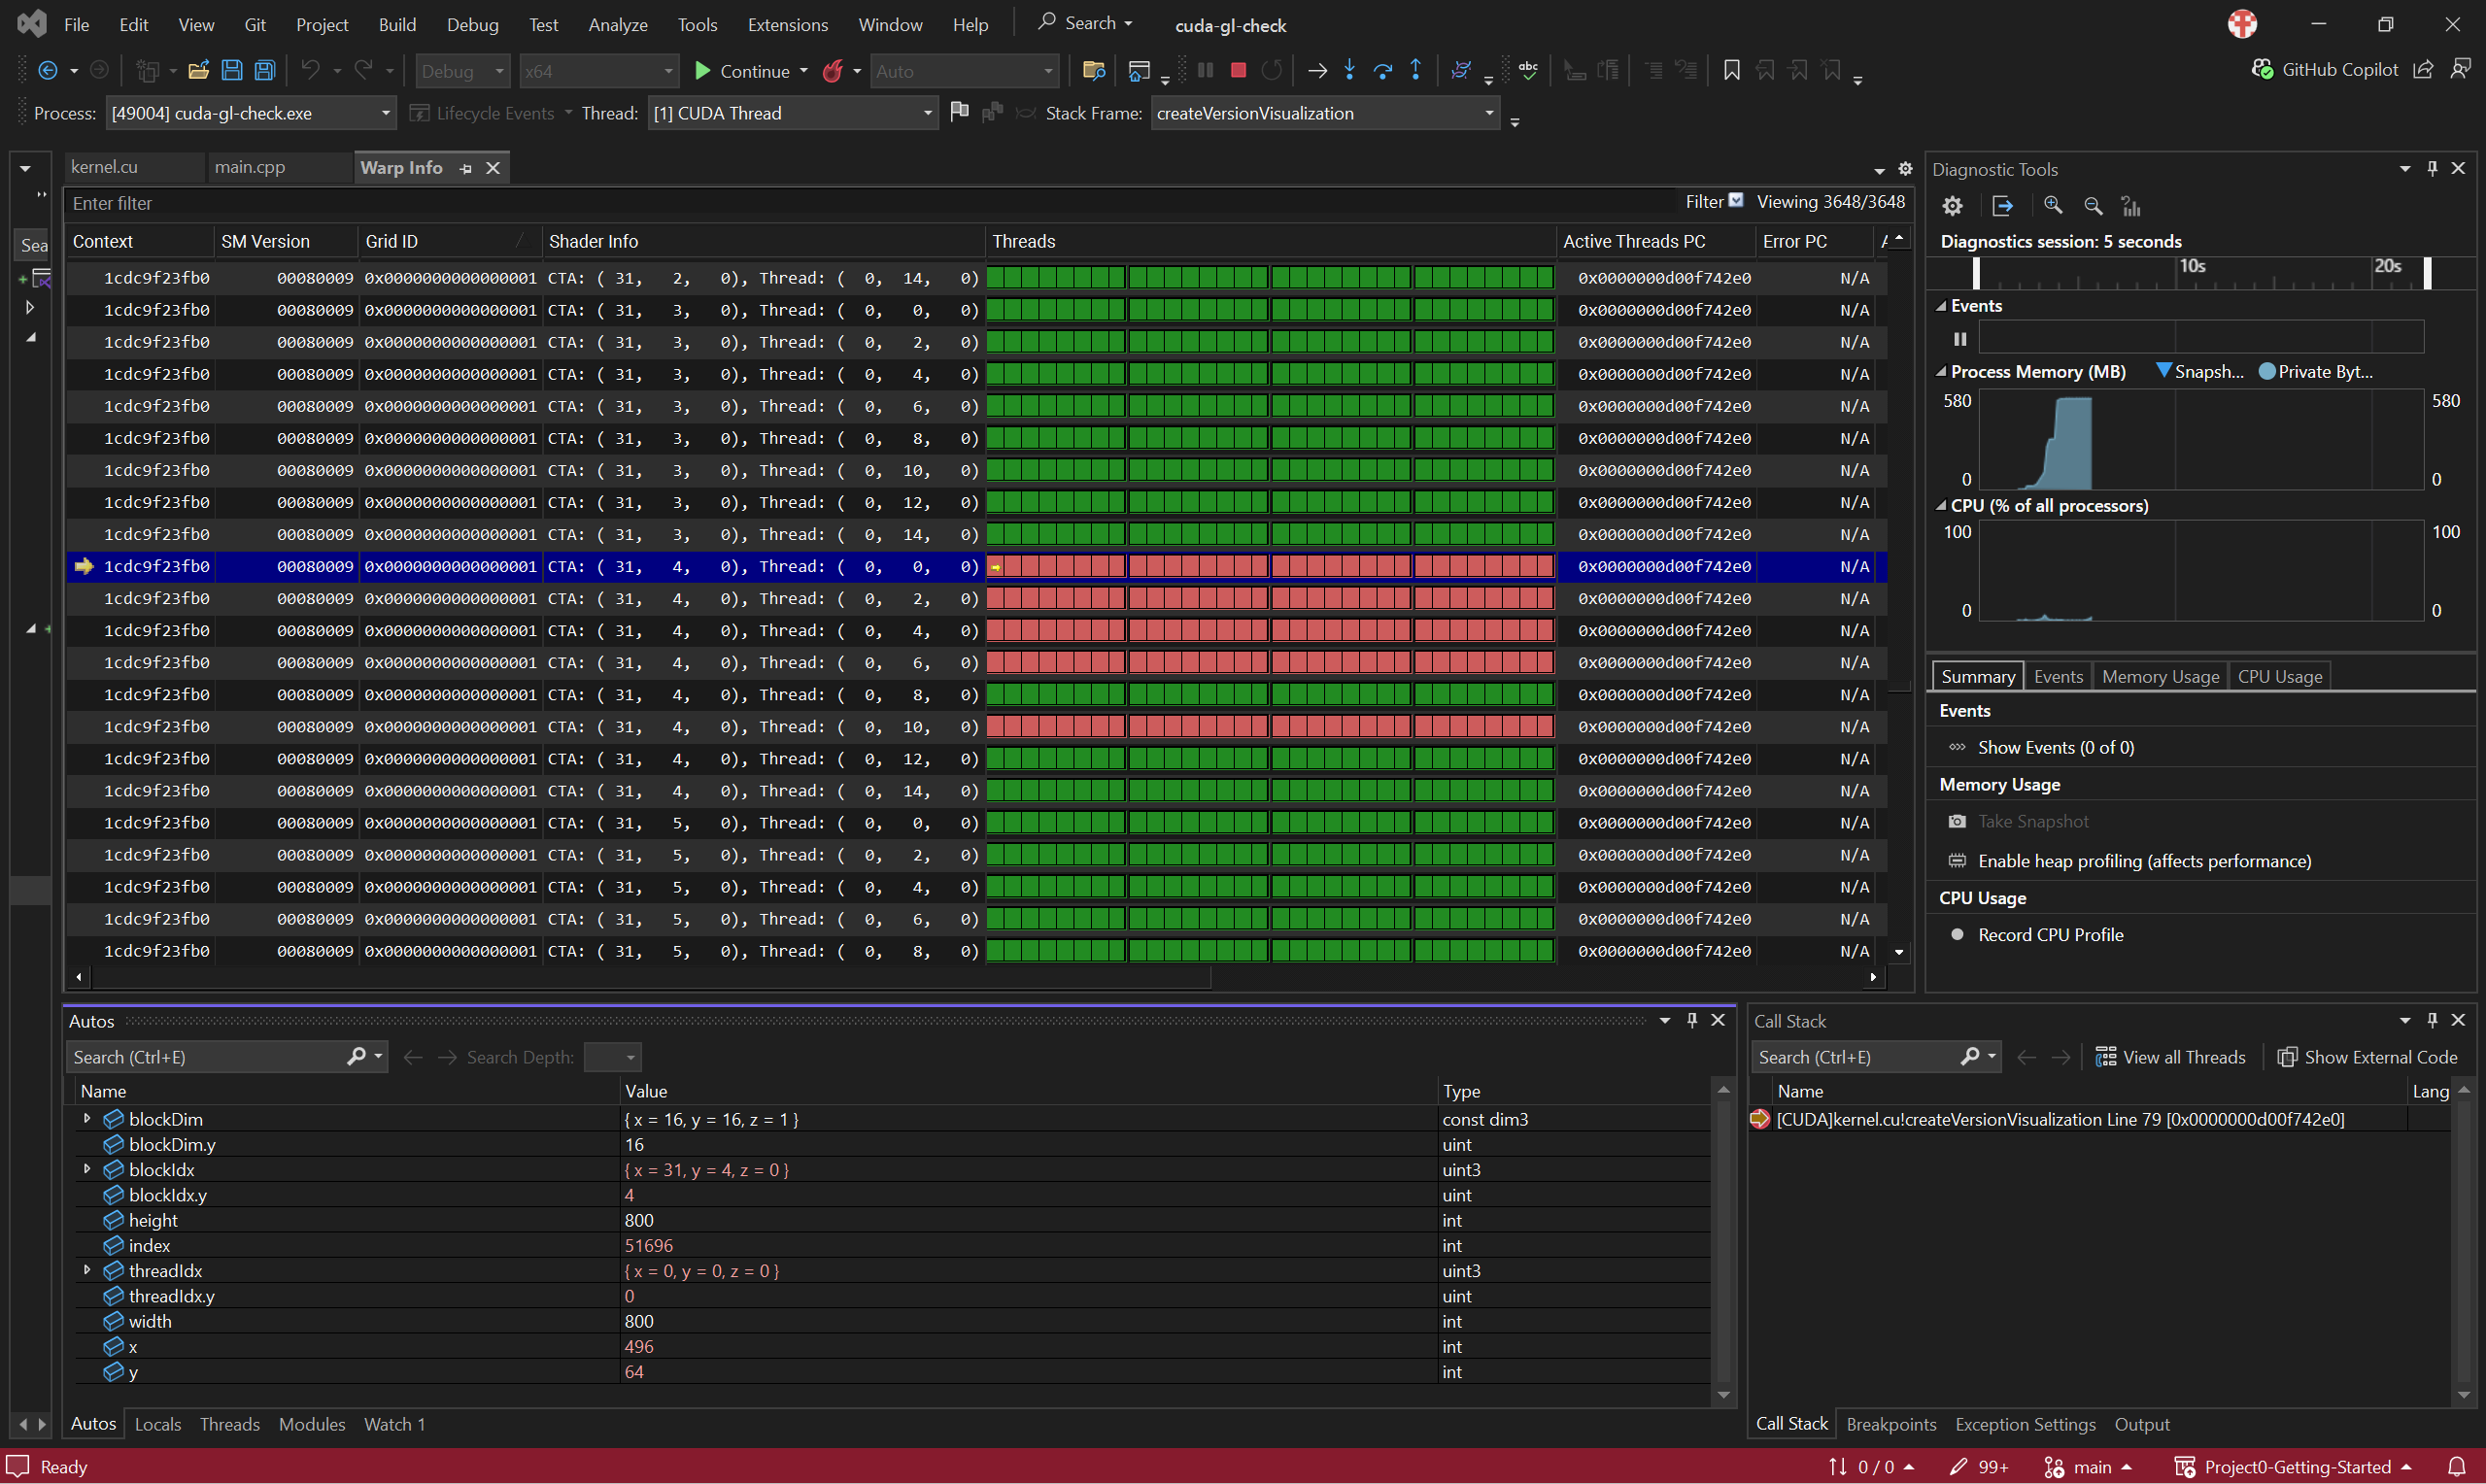 File Edit View Git Project Build Debug Test Analyze Tools Extensions Window Help Search cuda-gl-check
Debug x64 Continue Auto GitHub Copilot
Process: [49004] cuda-gl-check.exe Lifecycle Events Thread: [1] CUDA Thread Stack Frame: createVersionVisualization
kernel.cu main.cpp Warp Info
Enter filter Filter Viewing 3648/3648
Context SM Version Grid ID Shader Info Threads Active Threads PC Error PC
1cdc9f23fb0 00080009 0x0000000000000001 CTA: ( 31, 2, 0), Thread: ( 0, 14, 0) 0x0000000d00f742e0 N/A
1cdc9f23fb0 00080009 0x0000000000000001 CTA: ( 31, 3, 0), Thread: ( 0, 0, 0) 0x0000000d00f742e0 N/A
1cdc9f23fb0 00080009 0x0000000000000001 CTA: ( 31, 3, 0), Thread: ( 0, 2, 0) 0x0000000d00f742e0 N/A
1cdc9f23fb0 00080009 0x0000000000000001 CTA: ( 31, 3, 0), Thread: ( 0, 4, 0) 0x0000000d00f742e0 N/A
1cdc9f23fb0 00080009 0x0000000000000001 CTA: ( 31, 3, 0), Thread: ( 0, 6, 0) 0x0000000d00f742e0 N/A
1cdc9f23fb0 00080009 0x0000000000000001 CTA: ( 31, 3, 0), Thread: ( 0, 8, 0) 0x0000000d00f742e0 N/A
1cdc9f23fb0 00080009 0x0000000000000001 CTA: ( 31, 3, 0), Thread: ( 0, 10, 0) 0x0000000d00f742e0 N/A
1cdc9f23fb0 00080009 0x0000000000000001 CTA: ( 31, 3, 0), Thread: ( 0, 12, 0) 0x0000000d00f742e0 N/A
1cdc9f23fb0 00080009 0x0000000000000001 CTA: ( 31, 3, 0), Thread: ( 0, 14, 0) 0x0000000d00f742e0 N/A
1cdc9f23fb0 00080009 0x0000000000000001 CTA: ( 31, 4, 0), Thread: ( 0, 0, 0) 0x0000000d00f742e0 N/A
1cdc9f23fb0 00080009 0x0000000000000001 CTA: ( 31, 4, 0), Thread: ( 0, 2, 0) 0x0000000d00f742e0 N/A
1cdc9f23fb0 00080009 0x0000000000000001 CTA: ( 31, 4, 0), Thread: ( 0, 4, 0) 0x0000000d00f742e0 N/A
1cdc9f23fb0 00080009 0x0000000000000001 CTA: ( 31, 4, 0), Thread: ( 0, 6, 0) 0x0000000d00f742e0 N/A
1cdc9f23fb0 00080009 0x0000000000000001 CTA: ( 31, 4, 0), Thread: ( 0, 8, 0) 0x0000000d00f742e0 N/A
1cdc9f23fb0 00080009 0x0000000000000001 CTA: ( 31, 4, 0), Thread: ( 0, 10, 0) 0x0000000d00f742e0 N/A
1cdc9f23fb0 00080009 0x0000000000000001 CTA: ( 31, 4, 0), Thread: ( 0, 12, 0) 0x0000000d00f742e0 N/A
1cdc9f23fb0 00080009 0x0000000000000001 CTA: ( 31, 4, 0), Thread: ( 0, 14, 0) 0x0000000d00f742e0 N/A
1cdc9f23fb0 00080009 0x0000000000000001 CTA: ( 31, 5, 0), Thread: ( 0, 0, 0) 0x0000000d00f742e0 N/A
1cdc9f23fb0 00080009 0x0000000000000001 CTA: ( 31, 5, 0), Thread: ( 0, 2, 0) 0x0000000d00f742e0 N/A
1cdc9f23fb0 00080009 0x0000000000000001 CTA: ( 31, 5, 0), Thread: ( 0, 4, 0) 0x0000000d00f742e0 N/A
1cdc9f23fb0 00080009 0x0000000000000001 CTA: ( 31, 5, 0), Thread: ( 0, 6, 0) 0x0000000d00f742e0 N/A
1cdc9f23fb0 00080009 0x0000000000000001 CTA: ( 31, 5, 0), Thread: ( 0, 8, 0) 0x0000000d00f742e0 N/A
Sea
Diagnostic Tools
Diagnostics session: 5 seconds
10s 20s
Events
Process Memory (MB) Snapsh... Private Byt...
580 580
0 0
CPU (% of all processors)
100 100
0 0
Summary Events Memory Usage CPU Usage
Events
Show Events (0 of 0)
Memory Usage
Take Snapshot
Enable heap profiling (affects performance)
CPU Usage
Record CPU Profile
Autos
Search (Ctrl+E) Search Depth:
Name Value Type
blockDim { x = 16, y = 16, z = 1 } const dim3
blockDim.y 16 uint
blockIdx { x = 31, y = 4, z = 0 } uint3
blockIdx.y 4 uint
height 800 int
index 51696 int
threadIdx { x = 0, y = 0, z = 0 } uint3
threadIdx.y 0 uint
width 800 int
x 496 int
y 64 int
Autos Locals Threads Modules Watch 1
Call Stack
Search (Ctrl+E) View all Threads Show External Code
Name Lang
[CUDA]kernel.cu!createVersionVisualization Line 79 [0x0000000d00f742e0]
Call Stack Breakpoints Exception Settings Output
Ready 0 / 0 99+ main Project0-Getting-Started